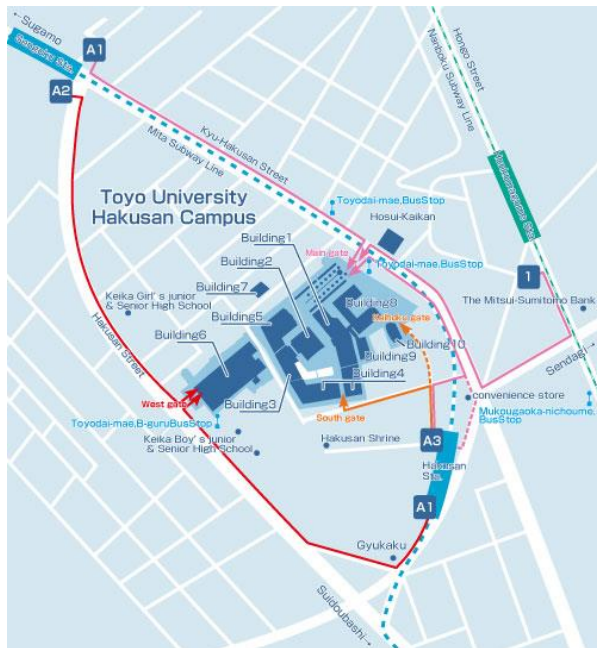 ←Sugamo
Sengoku Sta.
A1
A2
Hongo Street
Nanboku Subway Line
Kyu-Hakusan Street
Mita Subway Line
Toyo University
Hakusan Campus
Toyodai-mae,BusStop
Hosui-Kaikan
Honkomagome Sta.
Building1
Main gate
Toyodai-mae,BusStop
Building2
1
Building7
Building8
The Mitsui-Sumitomo Bank
Keika Girl's junior
& Senior High School
Building5
Keihoku gate
Sendagi→
Hakusan Street
Building6
Building10
Building9
Building4
convenience store
West gate
Building3
South gate
Mukougaoka-nichoume,
BusStop
Toyodai-mae,B-guruBusStop
Keika Boy's junior
& Senior High School
Hakusan Shrine
A3
Hakusan
Sta.
A1
Gyukaku
Suidoubashi→